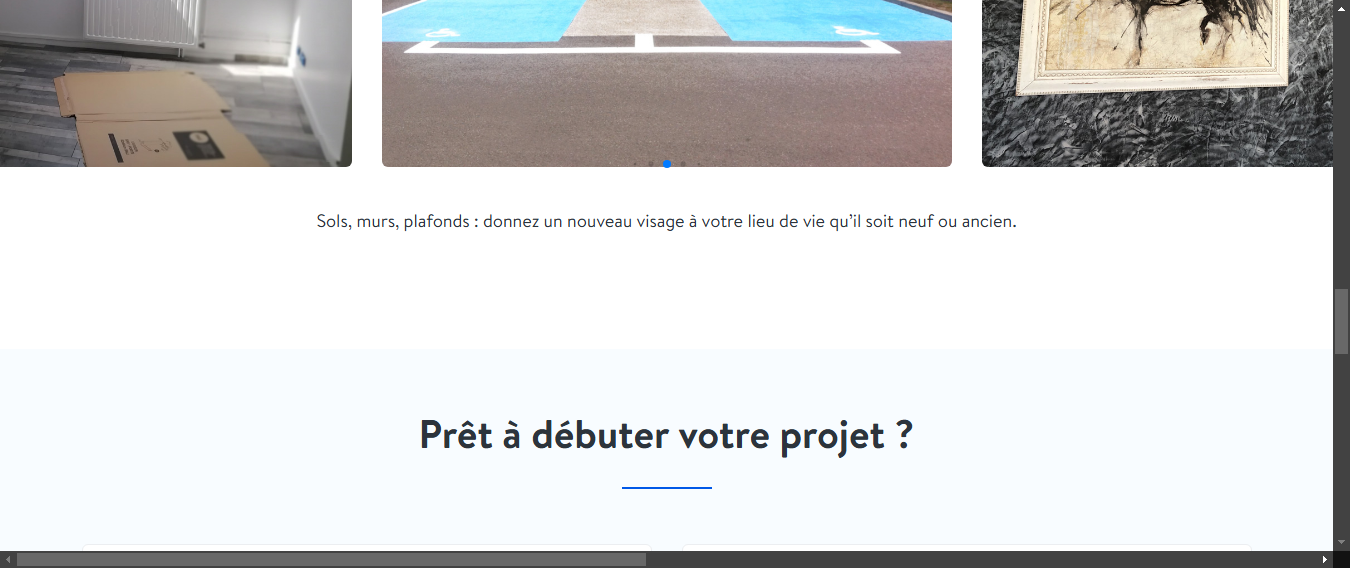 Sols, murs, plafonds : donnez un nouveau visage à votre lieu de vie qu’il soit neuf ou ancien.
Prêt à débuter votre projet ?